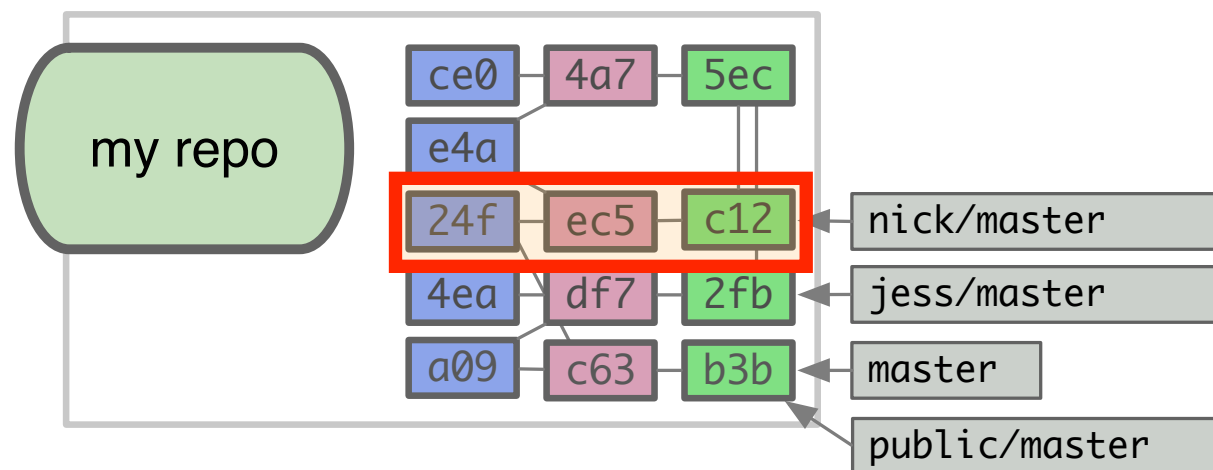 my repo
ce0 4a7 5ec
e4a
24f ec5 c12
nick/master
4ea df7 2fb
jess/master
a09 c63 b3b
master
public/master